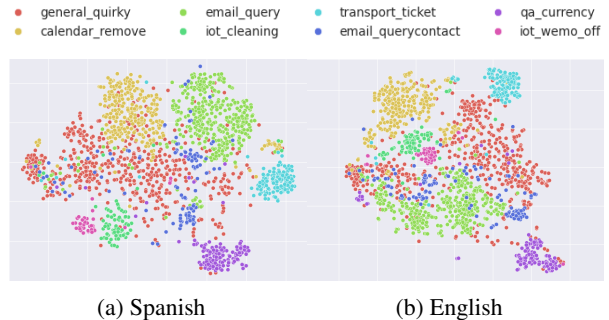 general_quirky email_query transport_ticket qa_currency
calendar_remove iot_cleaning email_querycontact iot_wemo_off
(a) Spanish (b) English